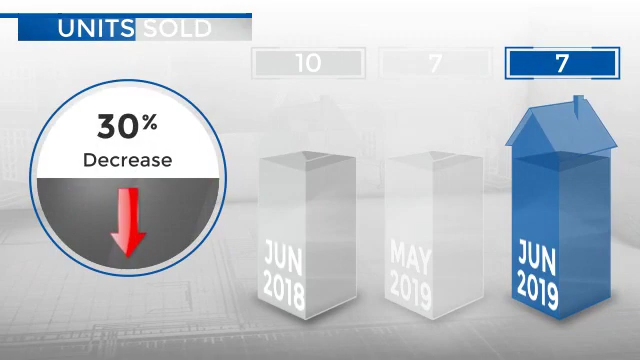 UNITS SOLD
30%
Decrease
10
7
7
JUN
2018
MAY
2019
JUN
2019